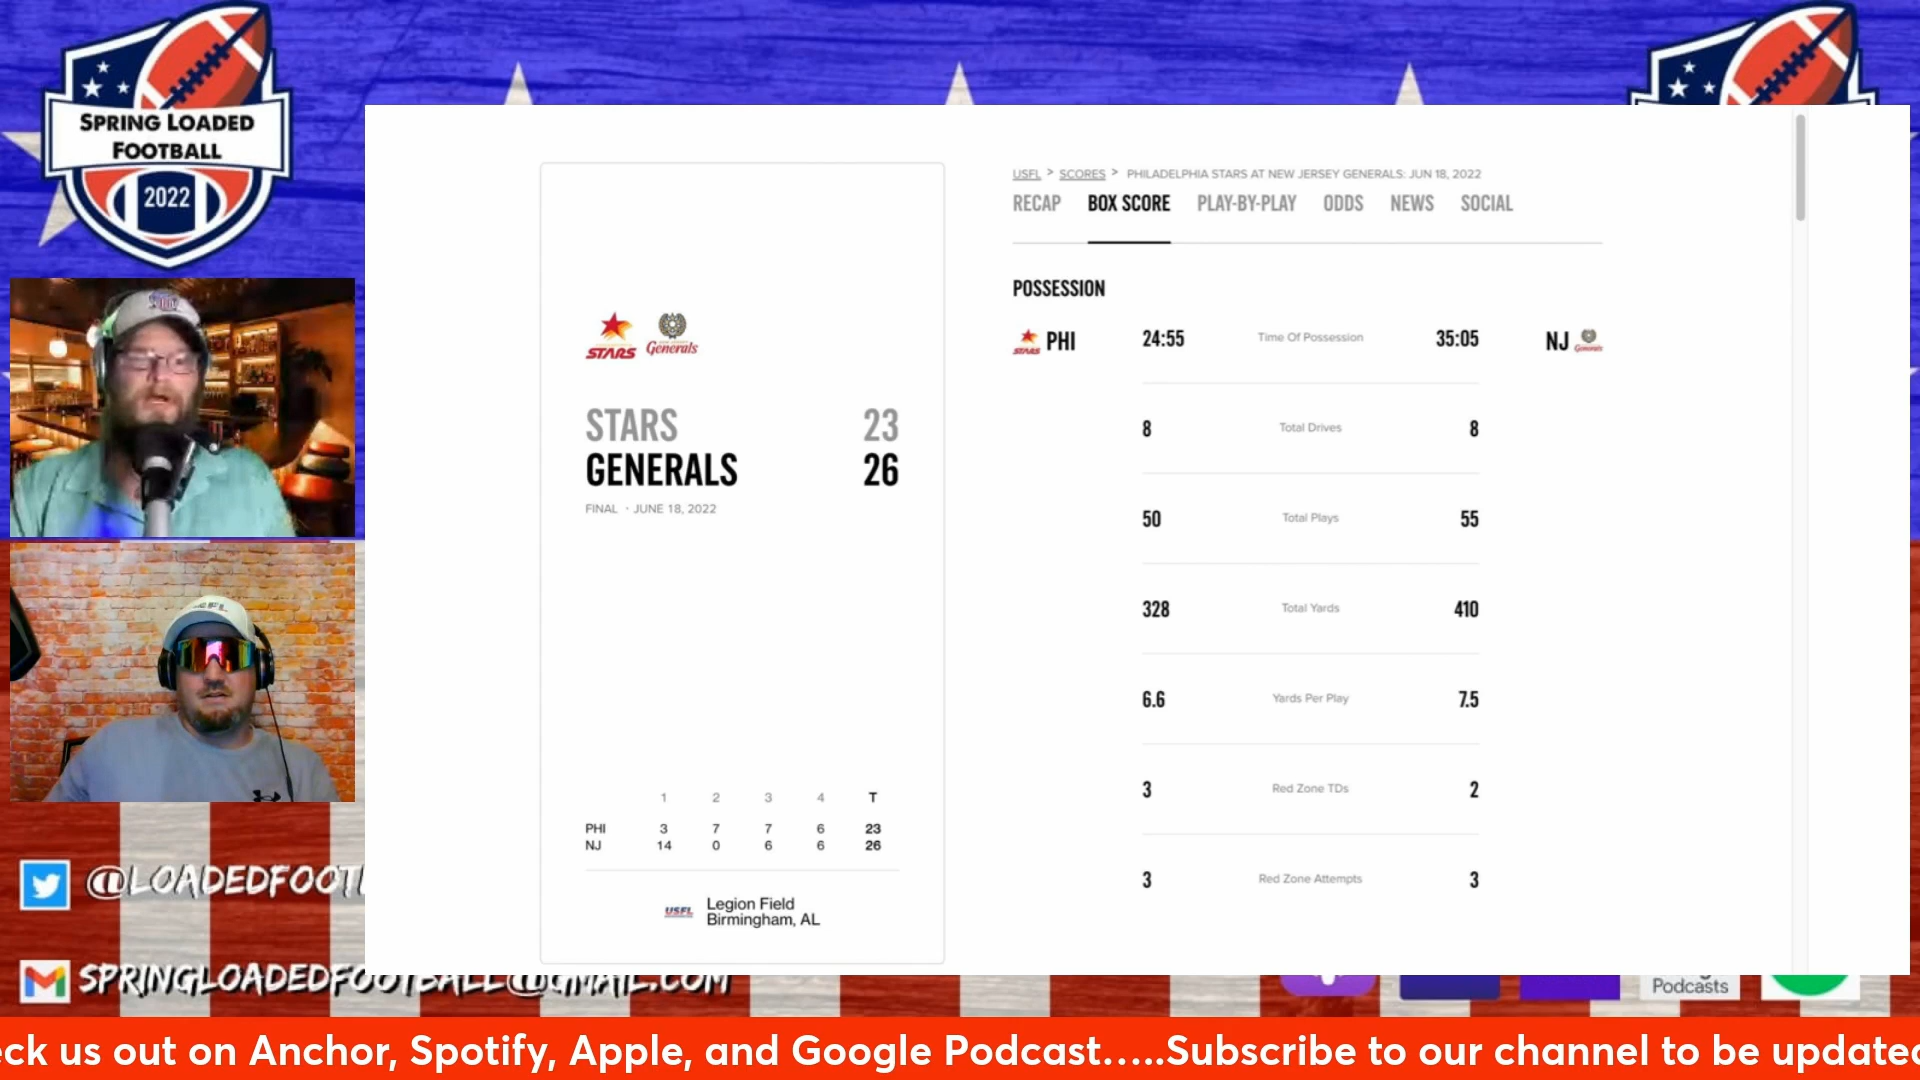 SPRING LOADED
FOOTBALL
2022
USFL > SCORES > PHILADELPHIA STARS AT NEW JERSEY GENERALS: JUN 18, 2022
RECAP BOX SCORE PLAY-BY-PLAY ODDS NEWS SOCIAL
POSSESSION
STARS PHI 24:55 Time Of Possession 35:05 NJ Generals
8 Total Drives 8
50 Total Plays 55
328 Total Yards 410
6.6 Yards Per Play 7.5
3 Red Zone TDs 2
3 Red Zone Attempts 3
STARS Generals
STARS 23
GENERALS 26
FINAL · JUNE 18, 2022
1 2 3 4 T
PHI 3 7 7 6 23
NJ 14 0 6 6 26
USFL Legion Field
Birmingham, AL
@LOADEDFOOT
SPRINGLOADEDFOOTBALL@GMAIL.COM
Podcasts
eck us out on Anchor, Spotify, Apple, and Google Podcast.....Subscribe to our channel to be updated